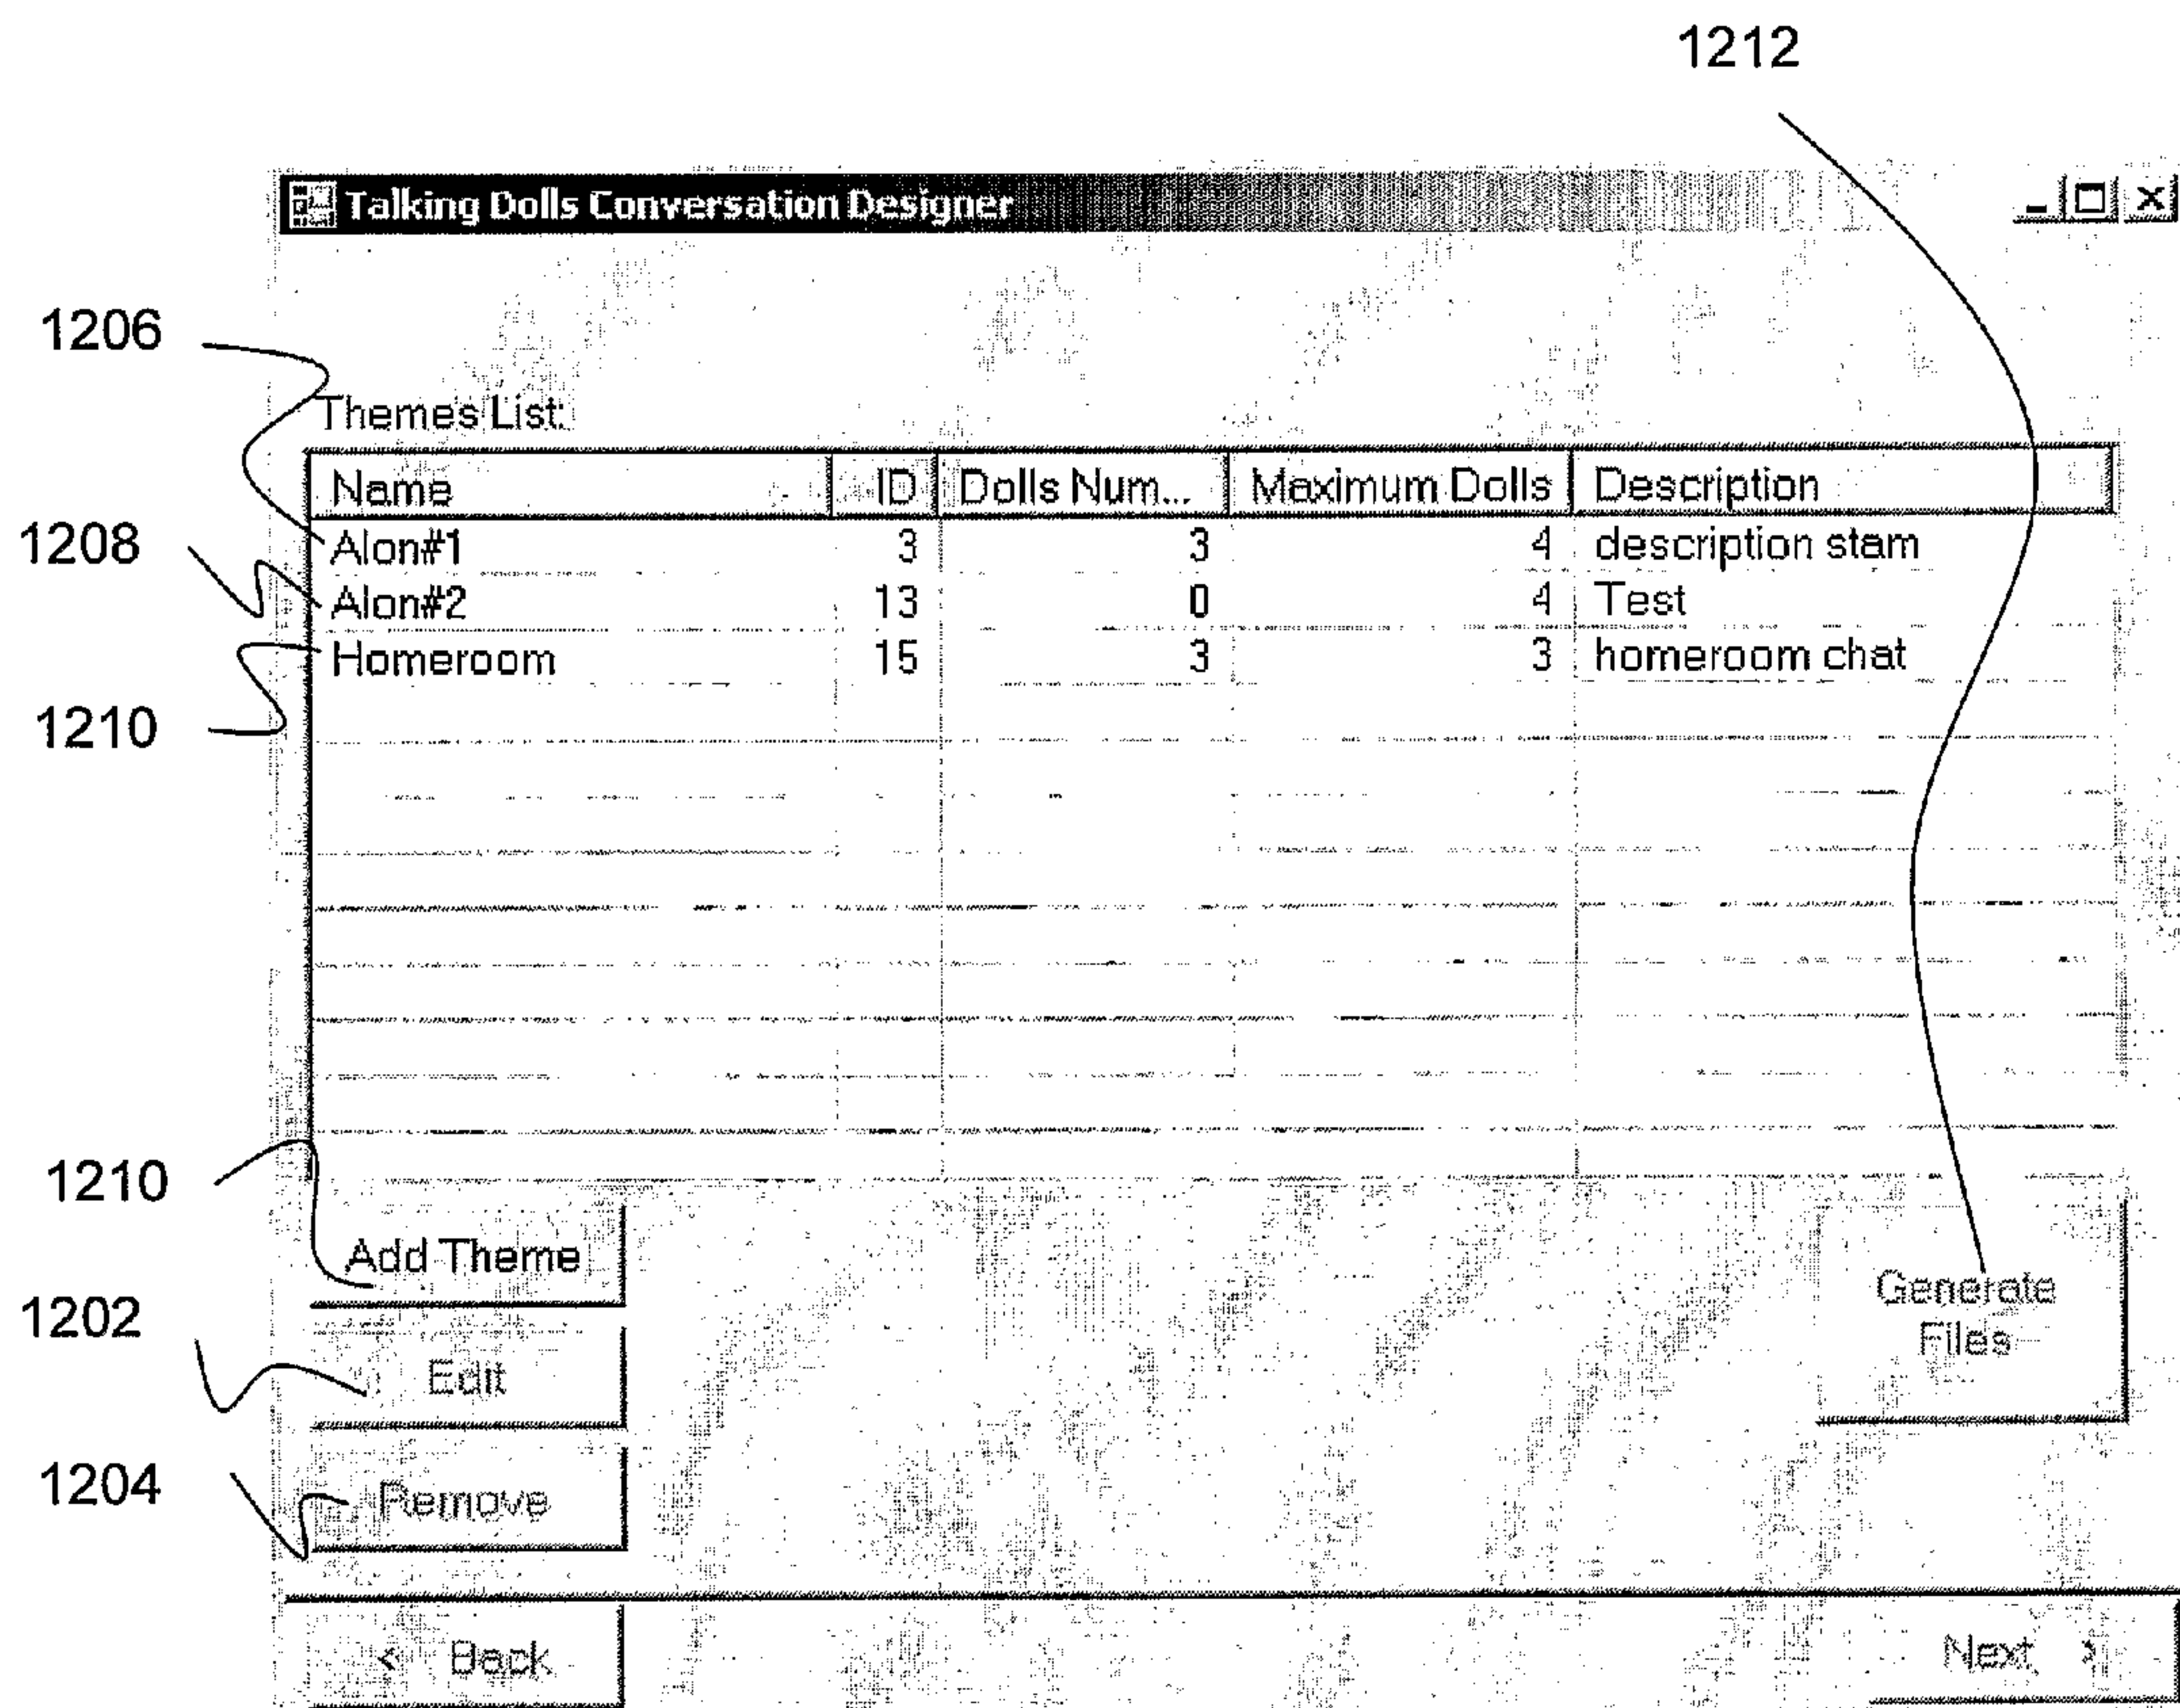 1212
Talking Dolls Conversation Designer
1206
Themes List:
Name ID Dolls Num... Maximum Dolls Description
1208
Alon#1 3 3 4 description stam
Alon#2 13 0 4 Test
Homeroom 15 3 3 homeroom chat
1210
1210
Add Theme
Generate
Files
1202
Edit
1204
Remove
< Back
Next >